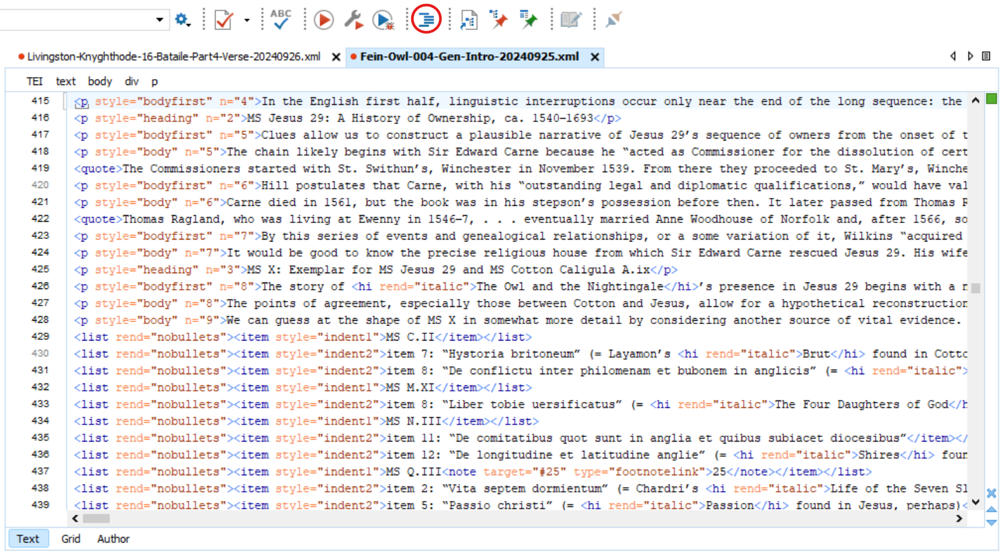 ABC
Livingston-Knyghthode-16-Bataile-Part4-Verse-20240926.xml
Fein-Owl-004-Gen-Intro-20240925.xml
TEI text body div p
415 <p style="bodyfirst" n="4">In the English first half, linguistic interruptions occur only near the end of the long sequence: the
416 <p style="heading" n="2">MS Jesus 29: A History of Ownership, ca. 1540–1693</p>
417 <p style="bodyfirst" n="5">Clues allow us to construct a plausible narrative of Jesus 29’s sequence of owners from the onset of t
418 <p style="body" n="5">The chain likely begins with Sir Edward Carne because he “acted as Commissioner for the dissolution of cert
419 <quote>The Commissioners started with St. Swithun’s, Winchester in November 1539. From there they proceeded to St. Mary’s, Winche
420 <p style="bodyfirst" n="6">Hill postulates that Carne, with his “outstanding legal and diplomatic qualifications,” would have val
421 <p style="body" n="6">Carne died in 1561, but the book was in his stepson’s possession before then. It later passed from Thomas R
422 <quote>Thomas Ragland, who was living at Ewenny in 1546–7, . . . eventually married Anne Woodhouse of Norfolk and, after 1566, so
423 <p style="bodyfirst" n="7">By this series of events and genealogical relationships, or a some variation of it, Wilkins “acquired
424 <p style="body" n="7">It would be good to know the precise religious house from which Sir Edward Carne rescued Jesus 29. His wife
425 <p style="heading" n="3">MS X: Exemplar for MS Jesus 29 and MS Cotton Caligula A.ix</p>
426 <p style="bodyfirst" n="8">The story of <hi rend="italic">The Owl and the Nightingale</hi>’s presence in Jesus 29 begins with a r
427 <p style="body" n="8">The points of agreement, especially those between Cotton and Jesus, allow for a hypothetical reconstruction
428 <p style="body" n="9">We can guess at the shape of MS X in somewhat more detail by considering another source of vital evidence.
429 <list rend="nobullets"><item style="indent1">MS C.II</item></list>
430 <list rend="nobullets"><item style="indent2">item 7: “Hystoria britoneum” (= Layamon’s <hi rend="italic">Brut</hi> found in Cotto
431 <list rend="nobullets"><item style="indent2">item 8: “De conflictu inter philomenam et bubonem in anglicis” (= <hi rend="italic">
432 <list rend="nobullets"><item style="indent1">MS M.XI</item></list>
433 <list rend="nobullets"><item style="indent2">item 8: “Liber tobie uersificatus” (= <hi rend="italic">The Four Daughters of God</h
434 <list rend="nobullets"><item style="indent1">MS N.III</item></list>
435 <list rend="nobullets"><item style="indent2">item 11: “De comitatibus quot sunt in anglia et quibus subiacet diocesibus”</item></
436 <list rend="nobullets"><item style="indent2">item 12: “De longitudine et latitudine anglie” (= <hi rend="italic">Shires</hi> foun
437 <list rend="nobullets"><item style="indent1">MS Q.III<note target="#25" type="footnotelink">25</note></item></list>
438 <list rend="nobullets"><item style="indent2">item 2: “Vita septem dormientum” (= Chardri’s <hi rend="italic">Life of the Seven Sl
439 <list rend="nobullets"><item style="indent2">item 5: “Passio christi” (= <hi rend="italic">Passion</hi> found in Jesus, perhaps)<
Text Grid Author